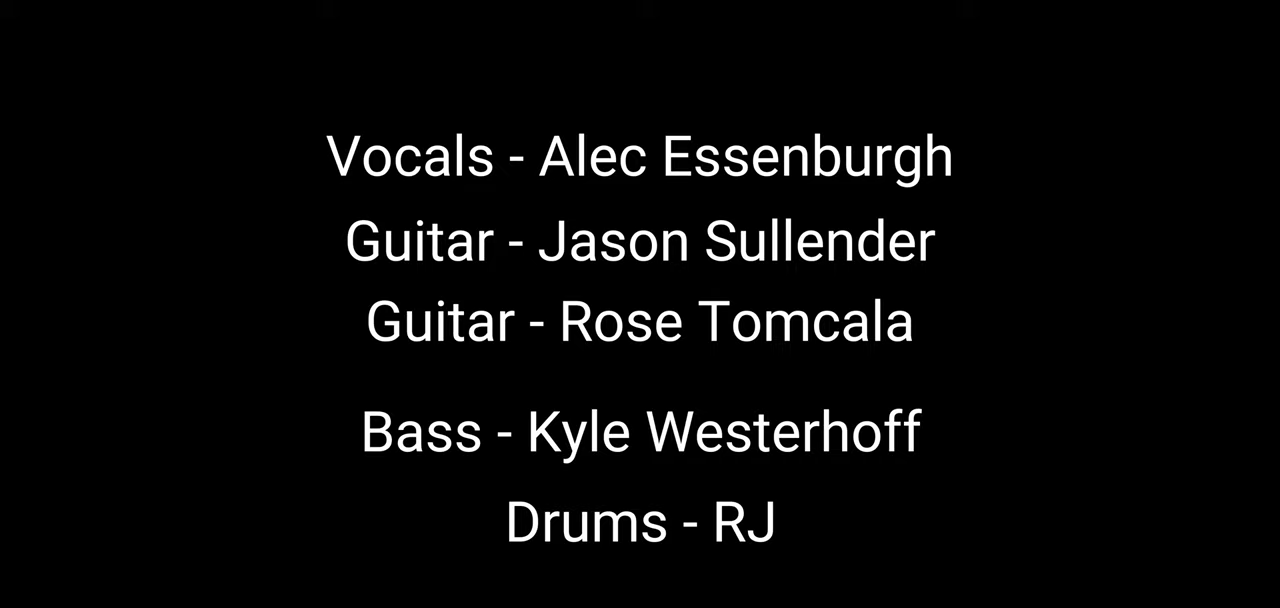 Vocals - Alec Essenburgh
Guitar - Jason Sullender
Guitar - Rose Tomcala
Bass - Kyle Westerhoff
Drums - RJ